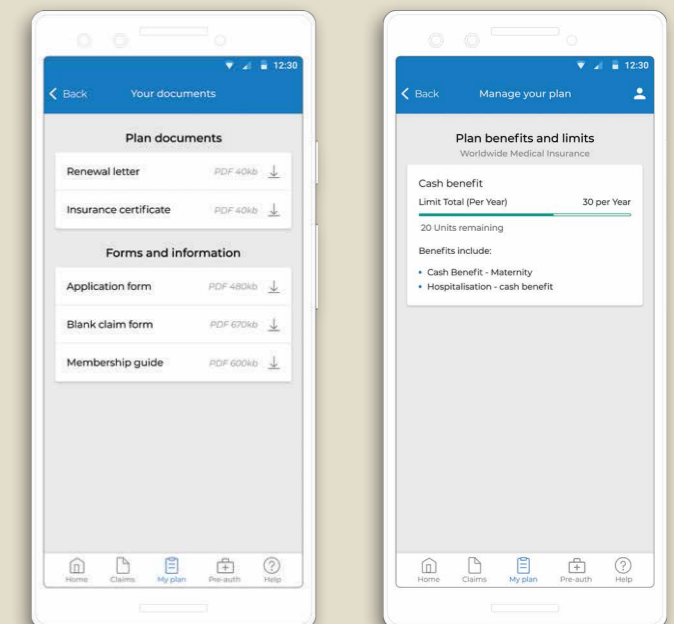 12:30
Back
Your documents
Plan documents
Renewal letter PDF 40kb
Insurance certificate PDF 40kb
Forms and information
Application form PDF 480kb
Blank claim form PDF 670kb
Membership guide PDF 600kb
Home Claims My plan Pre-auth Help
12:30
Back
Manage your plan
Plan benefits and limits
Worldwide Medical Insurance
Cash benefit
Limit Total (Per Year) 30 per Year
20 Units remaining
Benefits include:
• Cash Benefit - Maternity
• Hospitalisation - cash benefit
Home Claims My plan Pre-auth Help